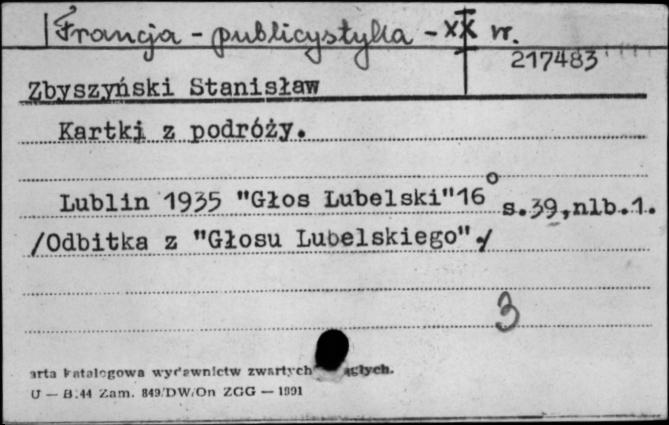 Francja - publicystyka - XX w.
217483
Zbyszyński Stanisław
Kartki z podróży.
Lublin 1935 "Głos Lubelski" 16° s.39,nlb.1.
/Odbitka z "Głosu Lubelskiego"./
3
arta katalogowa wydawnictw zwartych
U — B.44 Zam. 849/DW/On ZGG — 1991